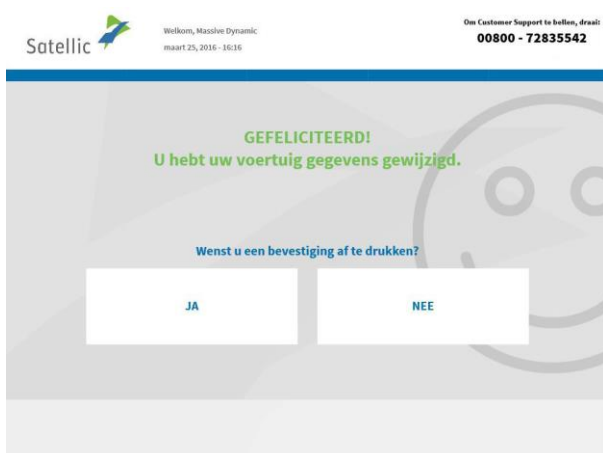 Satellic
Welkom, Massive Dynamic
maart 25, 2016 - 16:16
Om Customer Support te bellen, draai:
00800 - 72835542
GEFELICITEERD!
U hebt uw voertuig gegevens gewijzigd.
Wenst u een bevestiging af te drukken?
JA
NEE